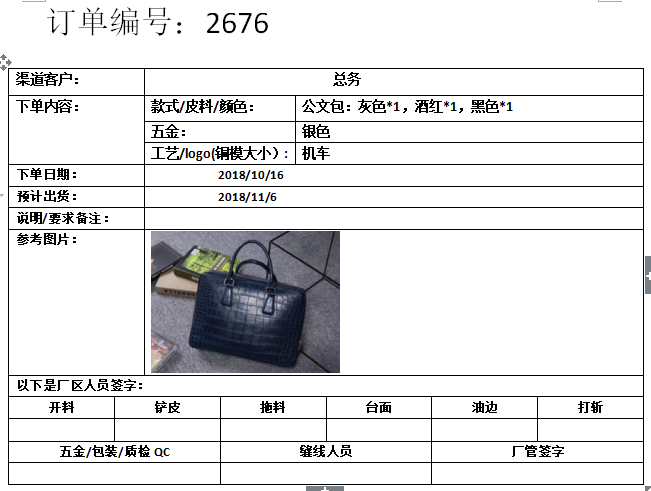 订单编号：2676
渠道客户： 总务
下单内容： 款式/皮料/颜色： 公文包：灰色*1，酒红*1，黑色*1
五金： 银色
工艺/logo(铜模大小）： 机车
下单日期： 2018/10/16
预计出货： 2018/11/6
说明/要求备注：
参考图片：
以下是厂区人员签字：
开料 铲皮 拖料 台面 油边 打斩
五金/包装/质检 QC 缝线人员 厂管签字